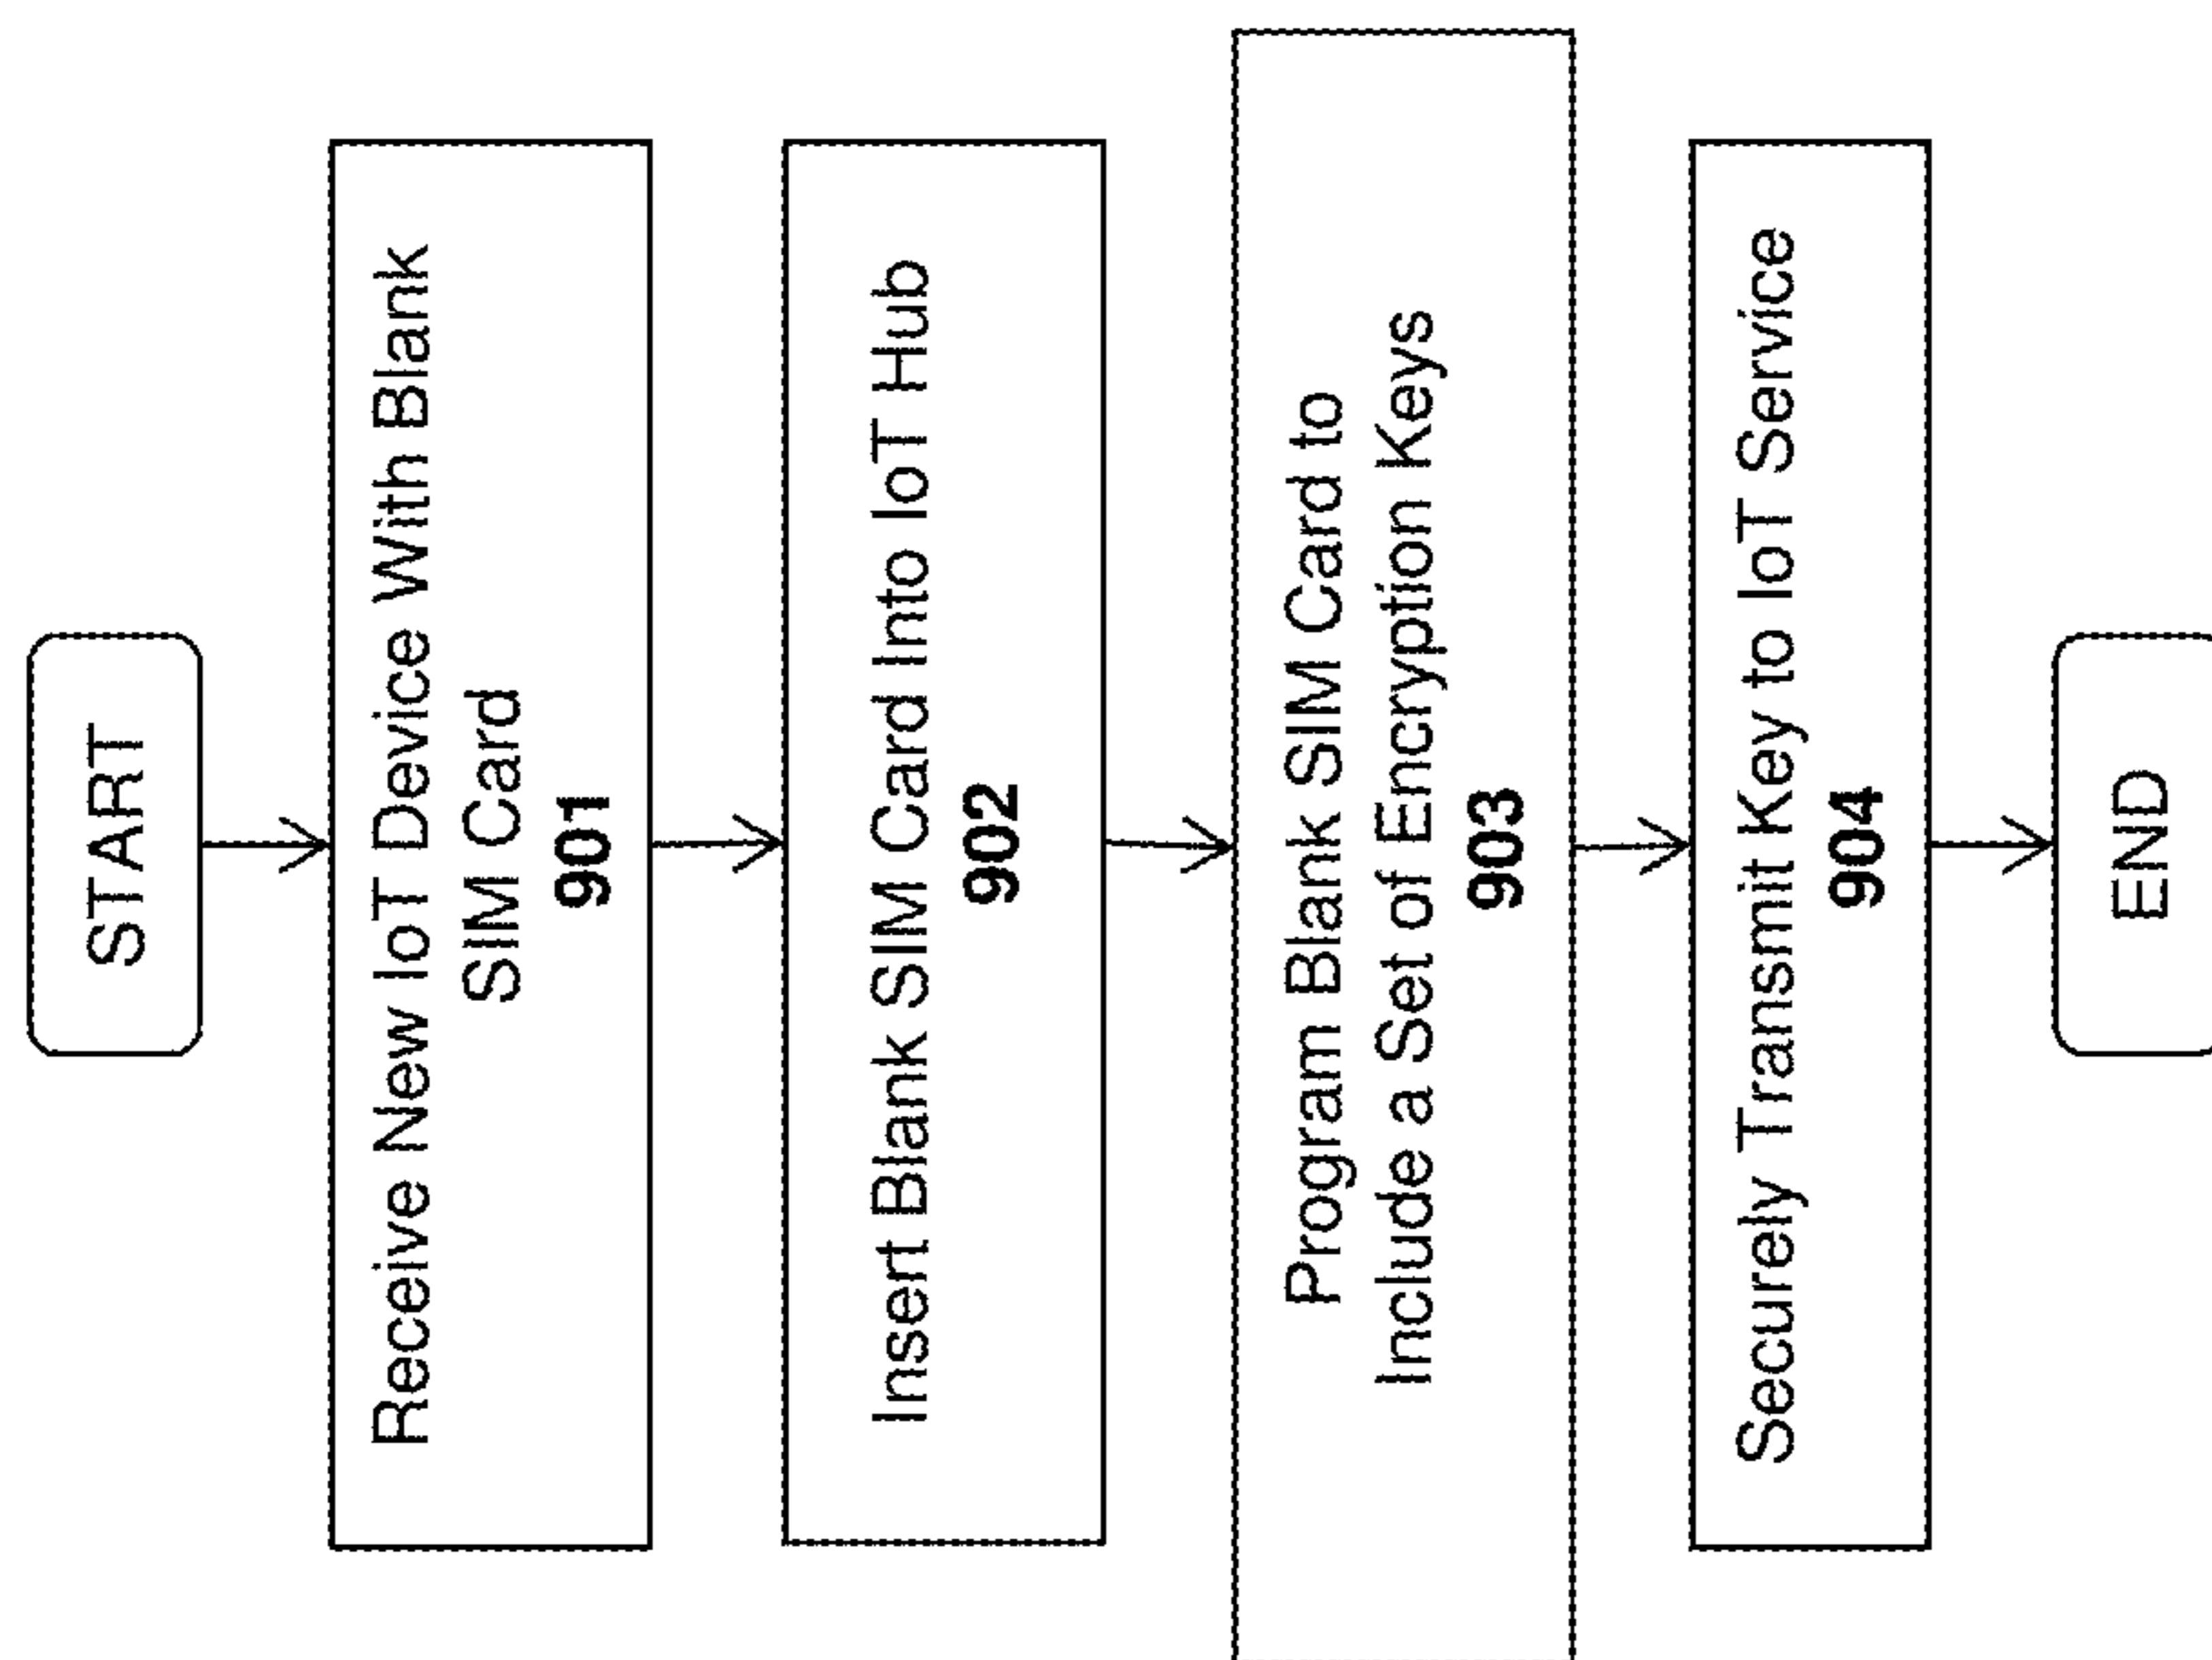 START
Receive New IoT Device With Blank
SIM Card
901
Insert Blank SIM Card Into IoT Hub
902
Program Blank SIM Card to
Include a Set of Encryption Keys
903
Securely Transmit Key to IoT Service
904
END